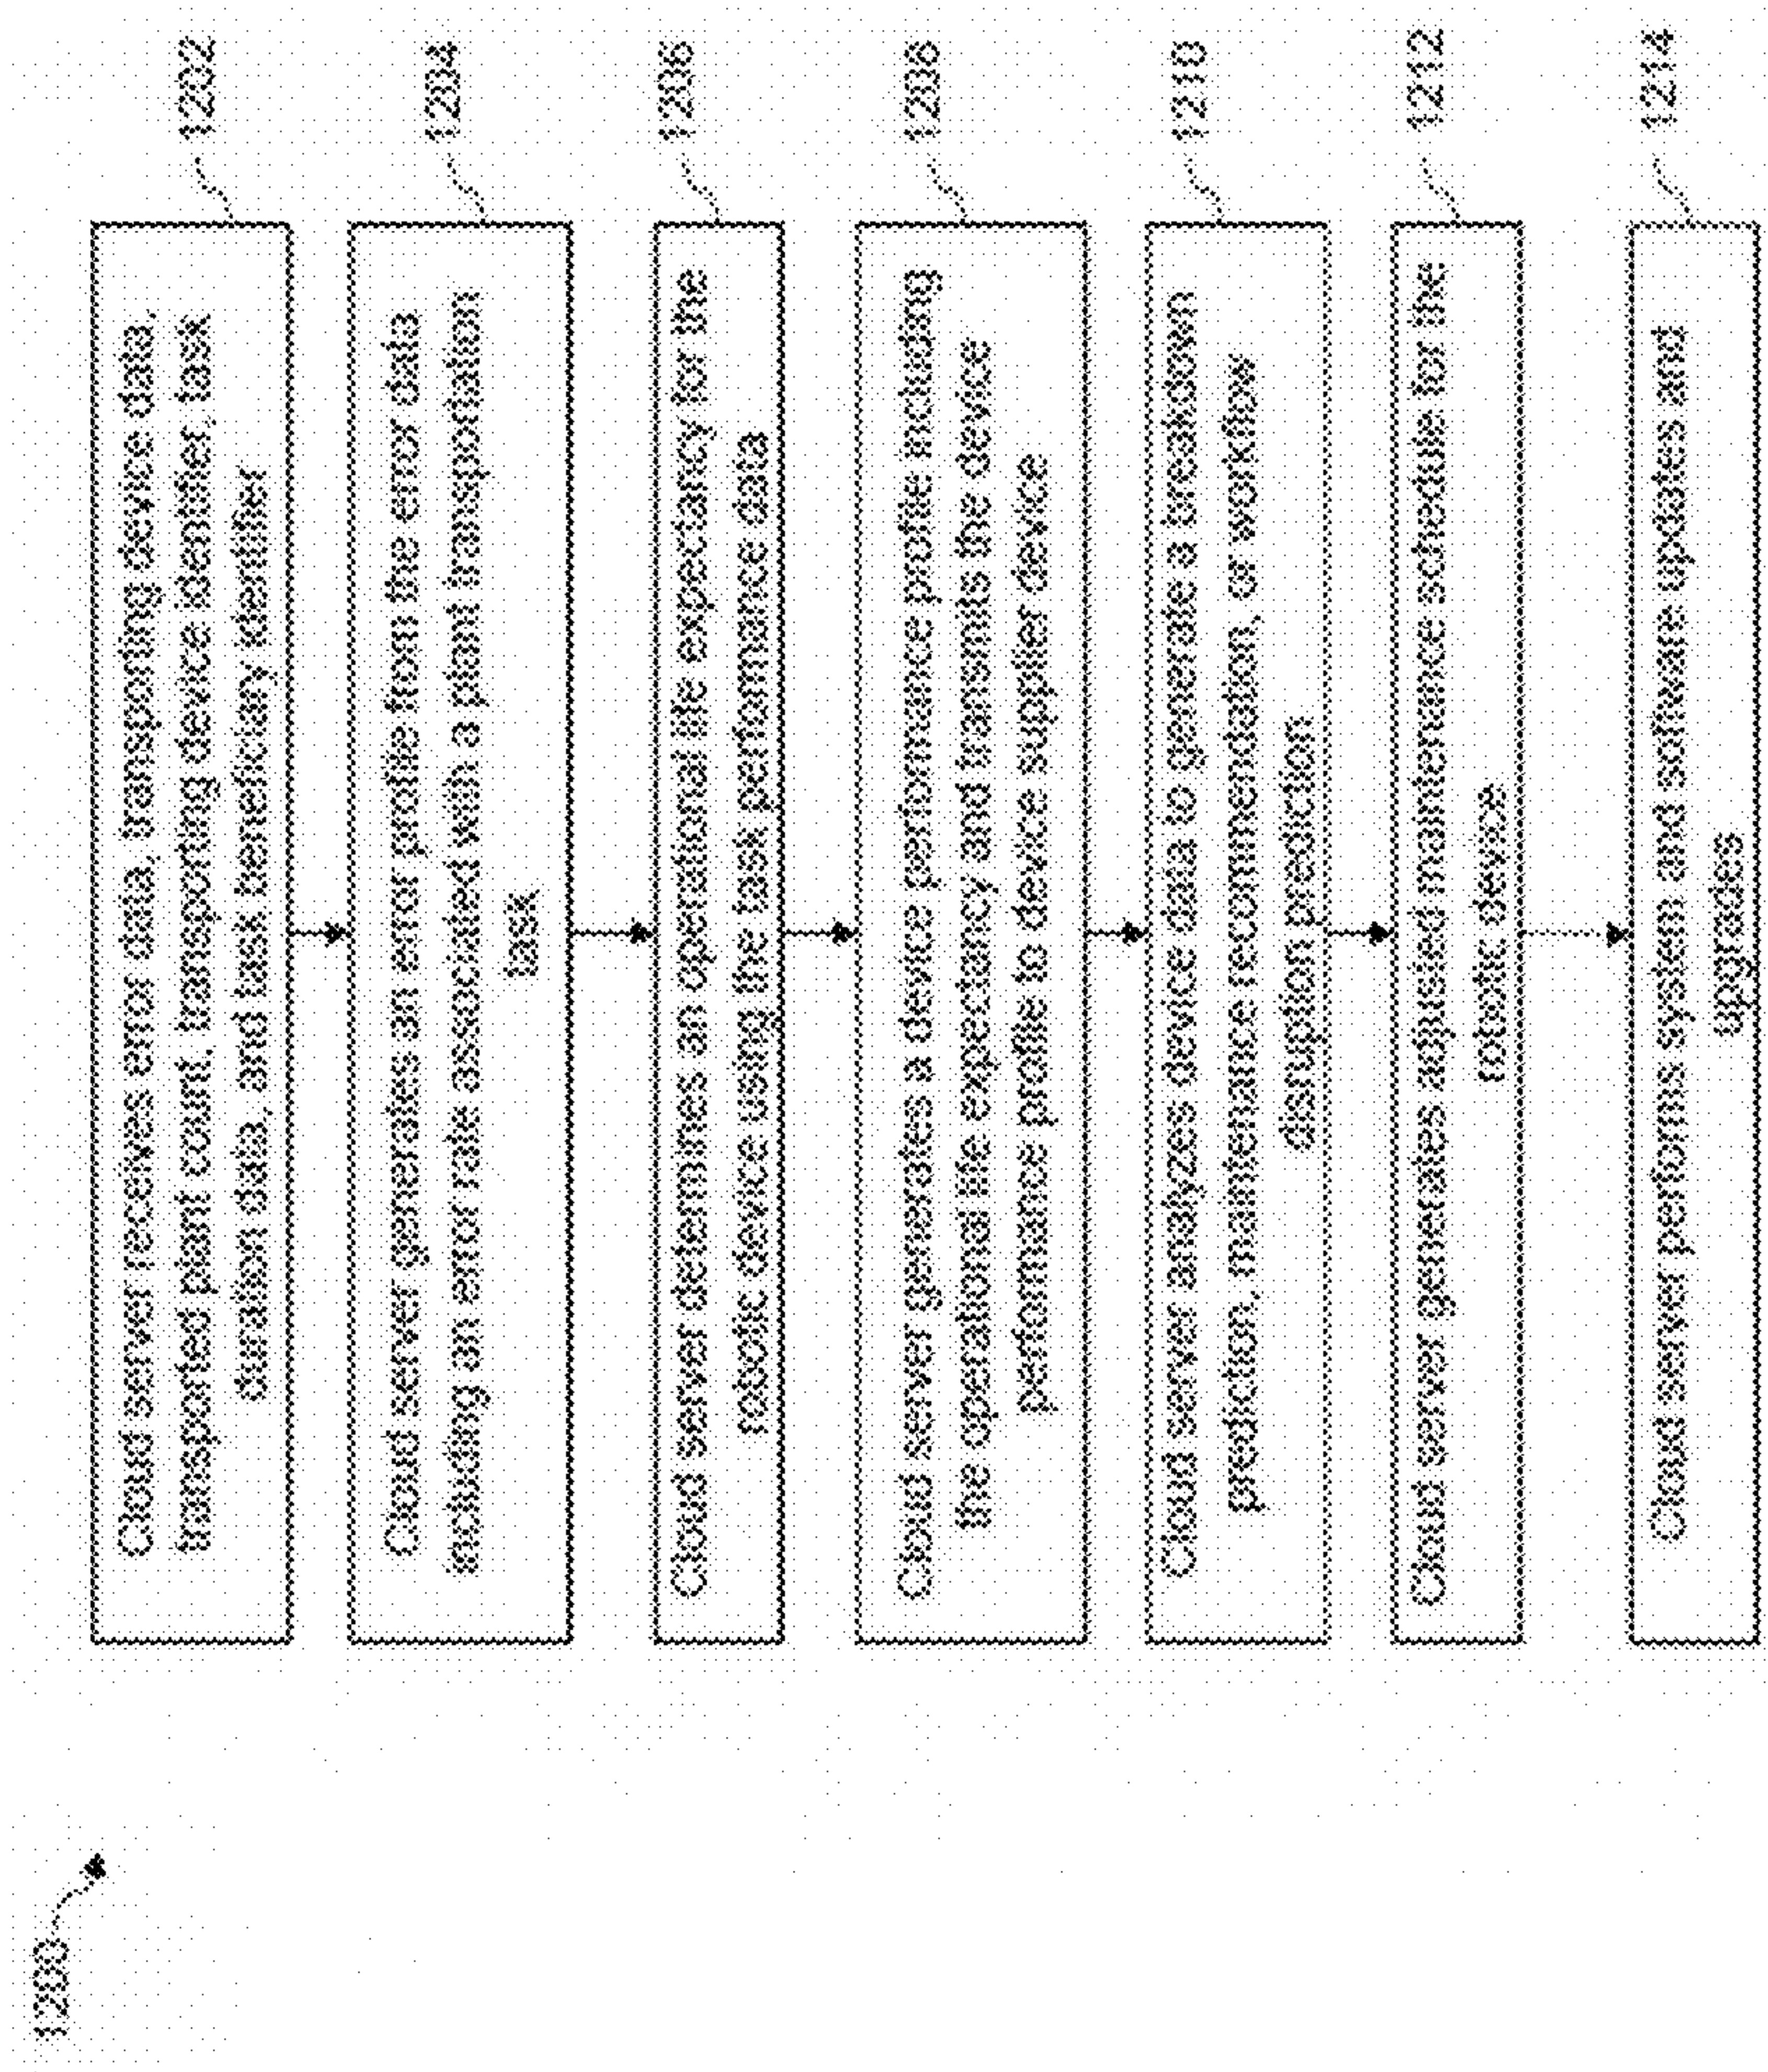 1200
Cloud server receives error data, transporting device data,
transported plant count, transporting device identifier, task
duration data, and task beneficiary identifier
1202
Cloud server generates an error profile from the error data
including an error rate associated with a plant transportation
task
1204
Cloud server determines an operational life expectancy for the
robotic device using the task performance data
1206
Cloud server generates a device performance profile including
the operational life expectancy and transmits the device
performance profile to device supplier device
1208
Cloud server analyzes device data to generate a breakdown
prediction, maintenance recommendation, or workflow
disruption prediction
1210
Cloud server generates adjusted maintenance schedule for the
robotic device
1212
Cloud server performs system and software updates and
upgrades
1214